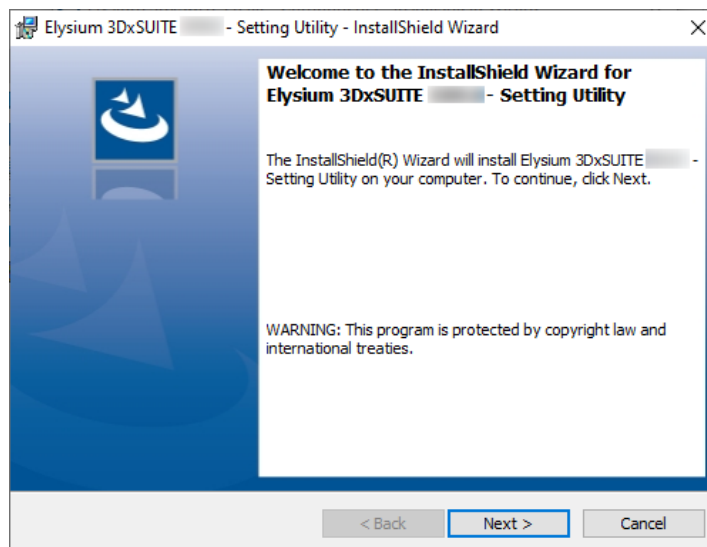 Elysium 3DxSUITE - Setting Utility - InstallShield Wizard
Welcome to the InstallShield Wizard for
Elysium 3DxSUITE - Setting Utility
The InstallShield(R) Wizard will install Elysium 3DxSUITE -
Setting Utility on your computer. To continue, click Next.
WARNING: This program is protected by copyright law and
international treaties.
< Back Next > Cancel